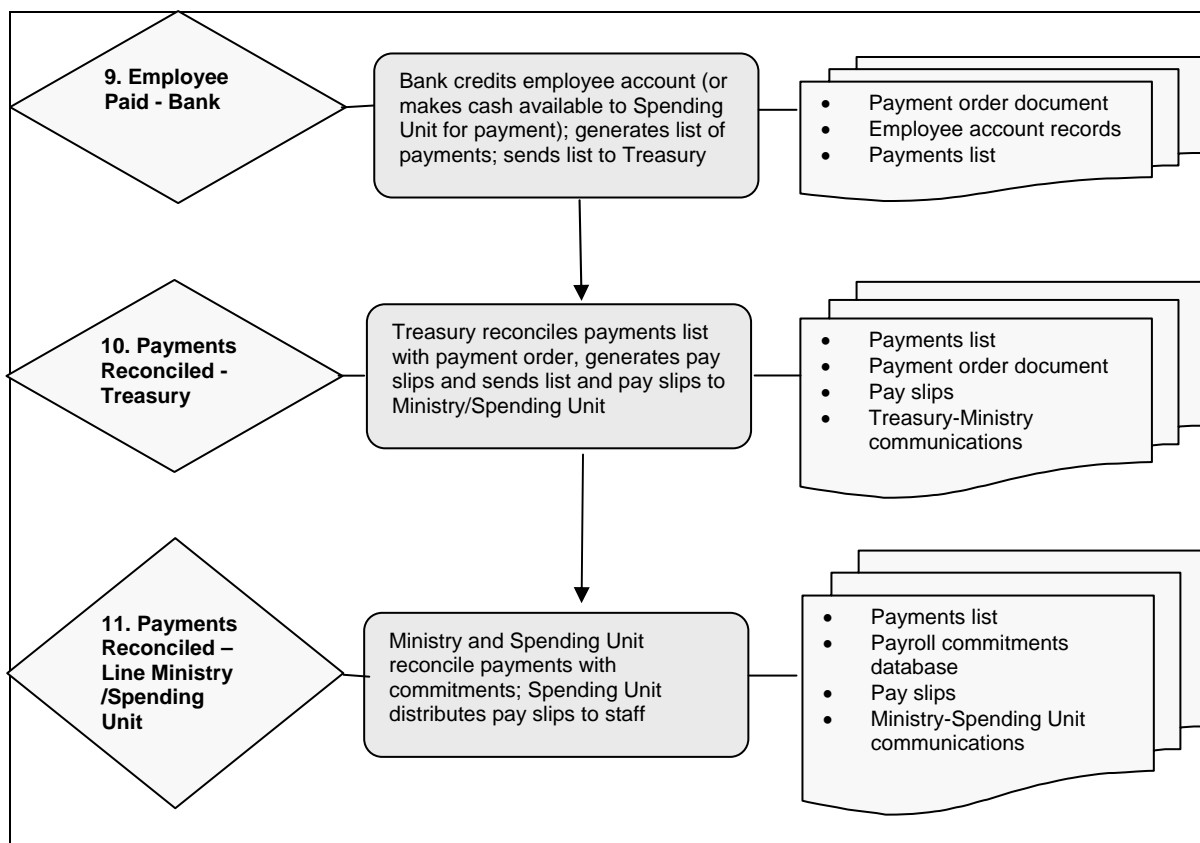 9. Employee
Paid - Bank
Bank credits employee account (or
makes cash available to Spending
Unit for payment); generates list of
payments; sends list to Treasury
• Payment order document
• Employee account records
• Payments list
10. Payments
Reconciled -
Treasury
Treasury reconciles payments list
with payment order, generates pay
slips and sends list and pay slips to
Ministry/Spending Unit
• Payments list
• Payment order document
• Pay slips
• Treasury-Ministry
communications
11. Payments
Reconciled –
Line Ministry
/Spending
Unit
Ministry and Spending Unit
reconcile payments with
commitments; Spending Unit
distributes pay slips to staff
• Payments list
• Payroll commitments
database
• Pay slips
• Ministry-Spending Unit
communications